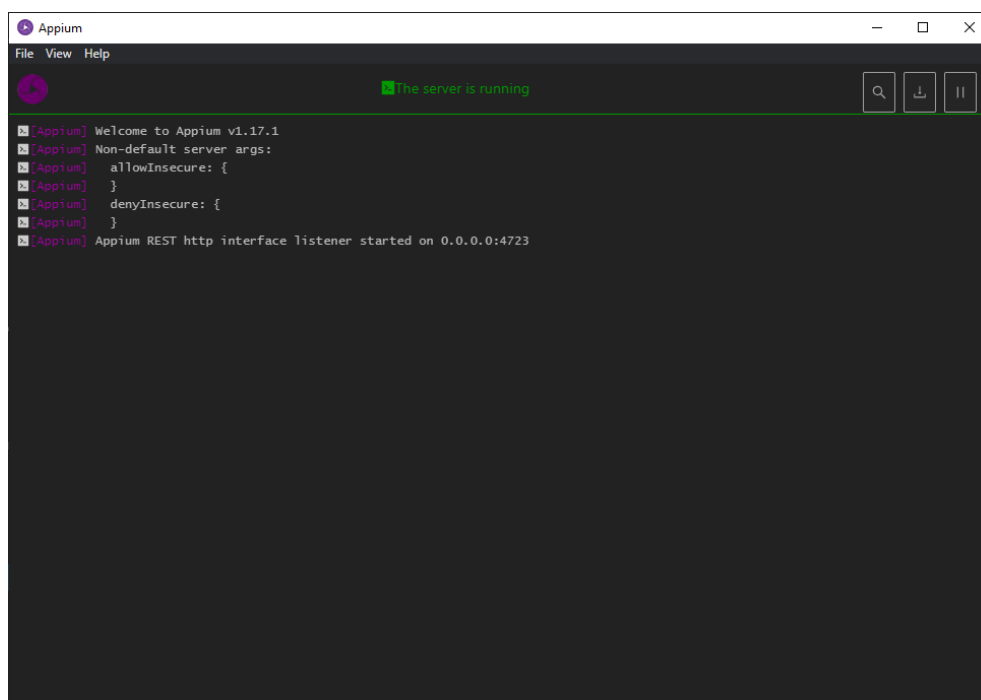 Appium
File View Help
The server is running
[Appium] Welcome to Appium v1.17.1
[Appium] Non-default server args:
[Appium]   allowInsecure: {
[Appium]   }
[Appium]   denyInsecure: {
[Appium]   }
[Appium] Appium REST http interface listener started on 0.0.0.0:4723